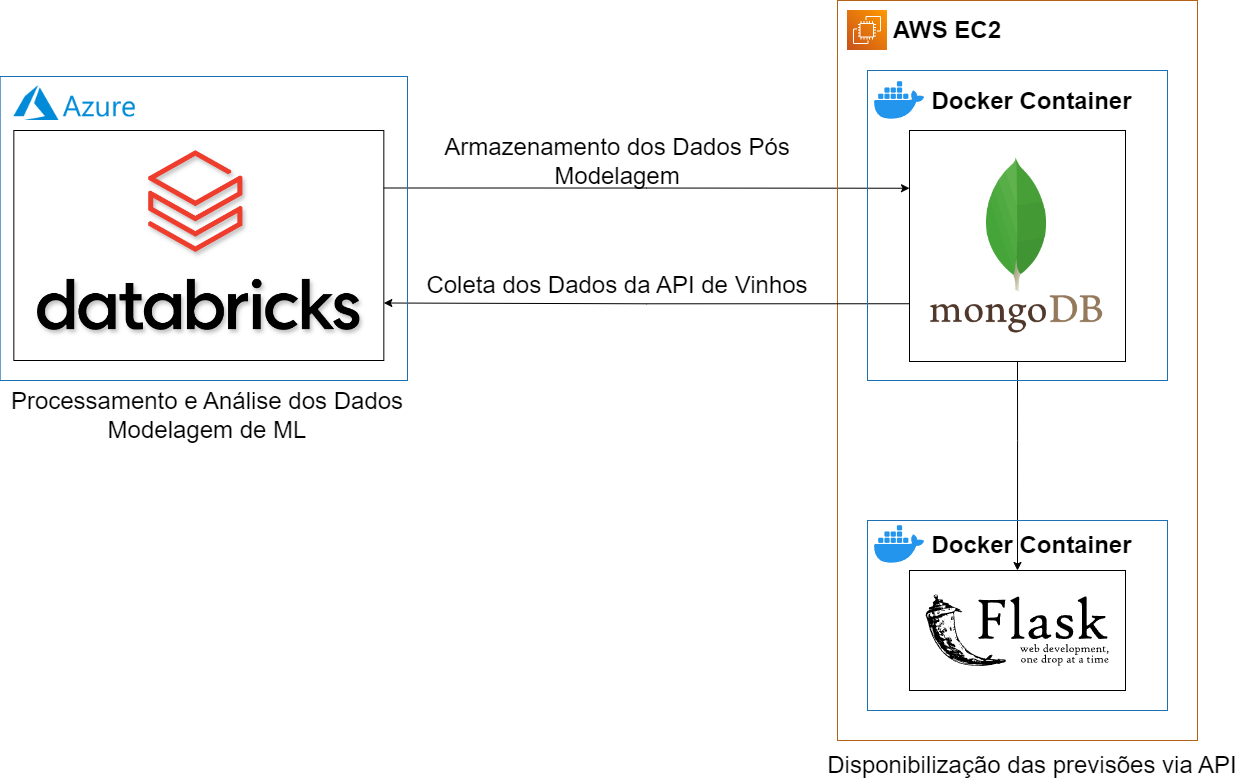 AWS EC2
Azure
Docker Container
databricks
Armazenamento dos Dados Pós
Modelagem
mongoDB
Coleta dos Dados da API de Vinhos
Processamento e Análise dos Dados
Modelagem de ML
Docker Container
Flask
web development,
one drop at a time
Disponibilização das previsões via API